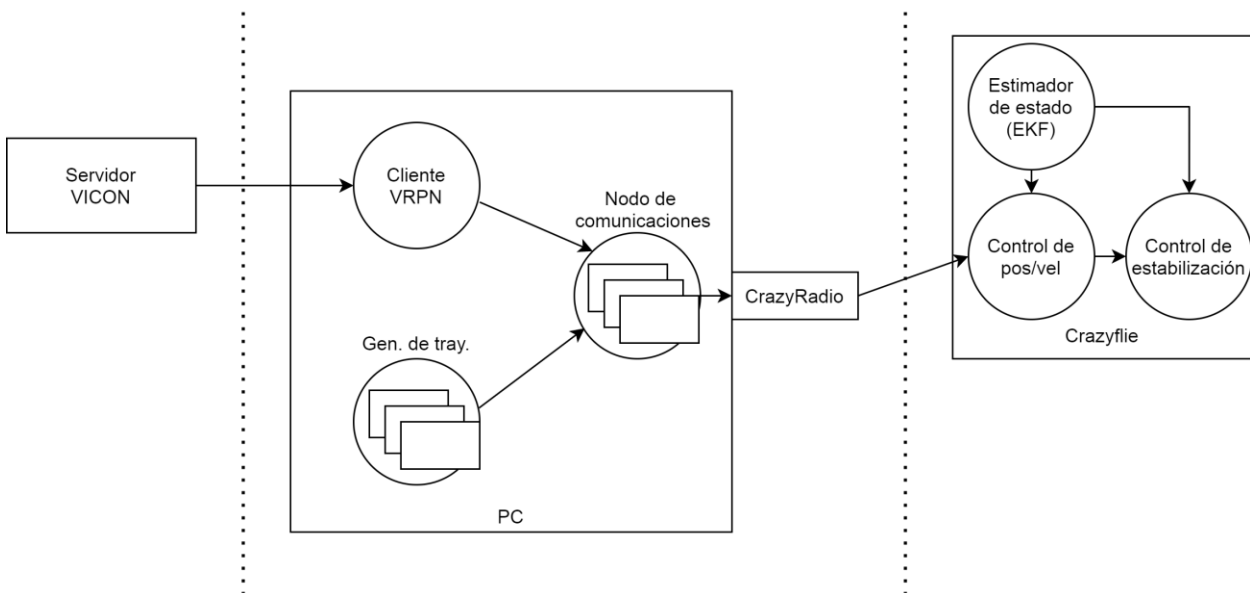 Servidor
VICON
Cliente
VRPN
Gen. de tray.
Nodo de
comunicaciones
PC
CrazyRadio
Estimador
de estado
(EKF)
Control de
pos/vel
Control de
estabilización
Crazyflie